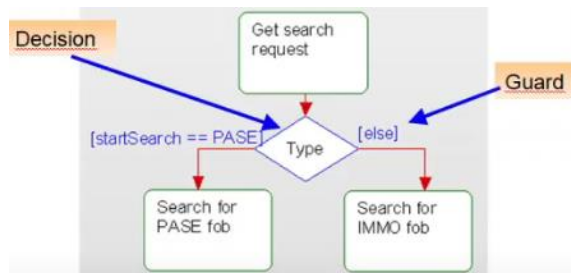 Decision
Get search
request
Guard
[startSearch == PASE]
[else]
Type
Search for
PASE fob
Search for
IMMO fob